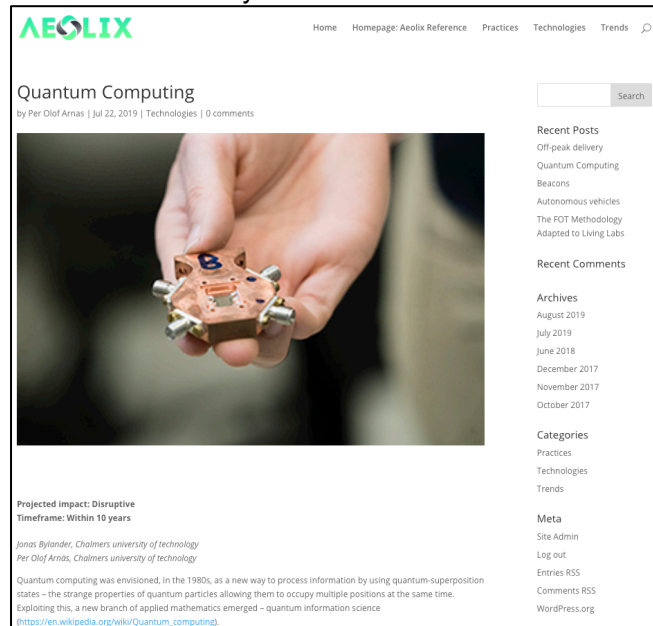 AEOLIX
Home Homepage: Aeolix Reference Practices Technologies Trends
Quantum Computing
by Per Olof Arnas | Jul 22, 2019 | Technologies | 0 comments
B
Projected impact: Disruptive
Timeframe: Within 10 years
Jonas Bylander, Chalmers university of technology
Per Olof Arnäs, Chalmers university of technology
Quantum computing was envisioned, in the 1980s, as a new way to process information by using quantum-superposition
states – the strange properties of quantum particles allowing them to occupy multiple positions at the same time.
Exploiting this, a new branch of applied mathematics emerged – quantum information science
(https://en.wikipedia.org/wiki/Quantum_computing).
Search
Recent Posts
Off-peak delivery
Quantum Computing
Beacons
Autonomous vehicles
The FOT Methodology
Adapted to Living Labs
Recent Comments
Archives
August 2019
July 2019
June 2018
December 2017
November 2017
October 2017
Categories
Practices
Technologies
Trends
Meta
Site Admin
Log out
Entries RSS
Comments RSS
WordPress.org